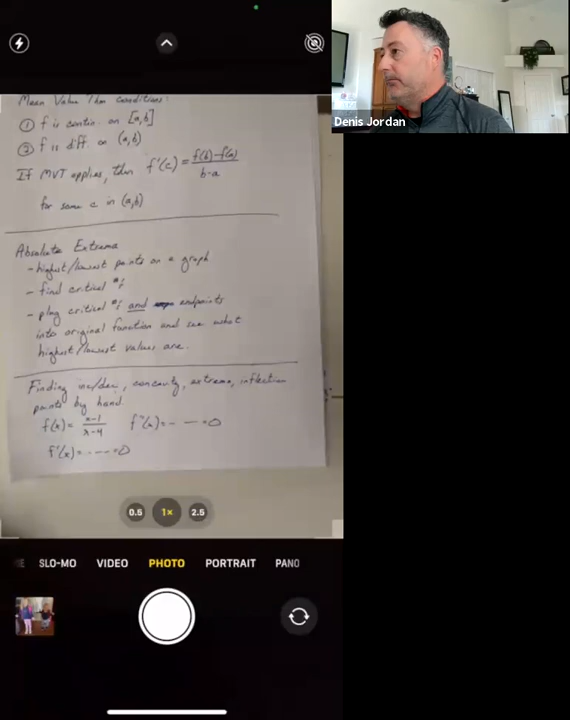 Denis Jordan
Mean Value Thm conditions:
① f is contin. on [a,b]
② f is diff. on (a,b)
If MVT applies, then f'(c) = f(b)-f(a)
b-a
for some c in (a,b)
Absolute Extrema
- highest/lowest points on a graph
- find critical #'s
- plug critical #'s and endpoints
into original function and see what
highest/lowest values are.
Finding inc/dec, concavity, extrema, inflection
points by hand.
f(x) = x-1 f''(x) = - - = 0
x-4
f'(x) = - - - = 0
0.5 1× 2.5
SLO-MO VIDEO PHOTO PORTRAIT PANO